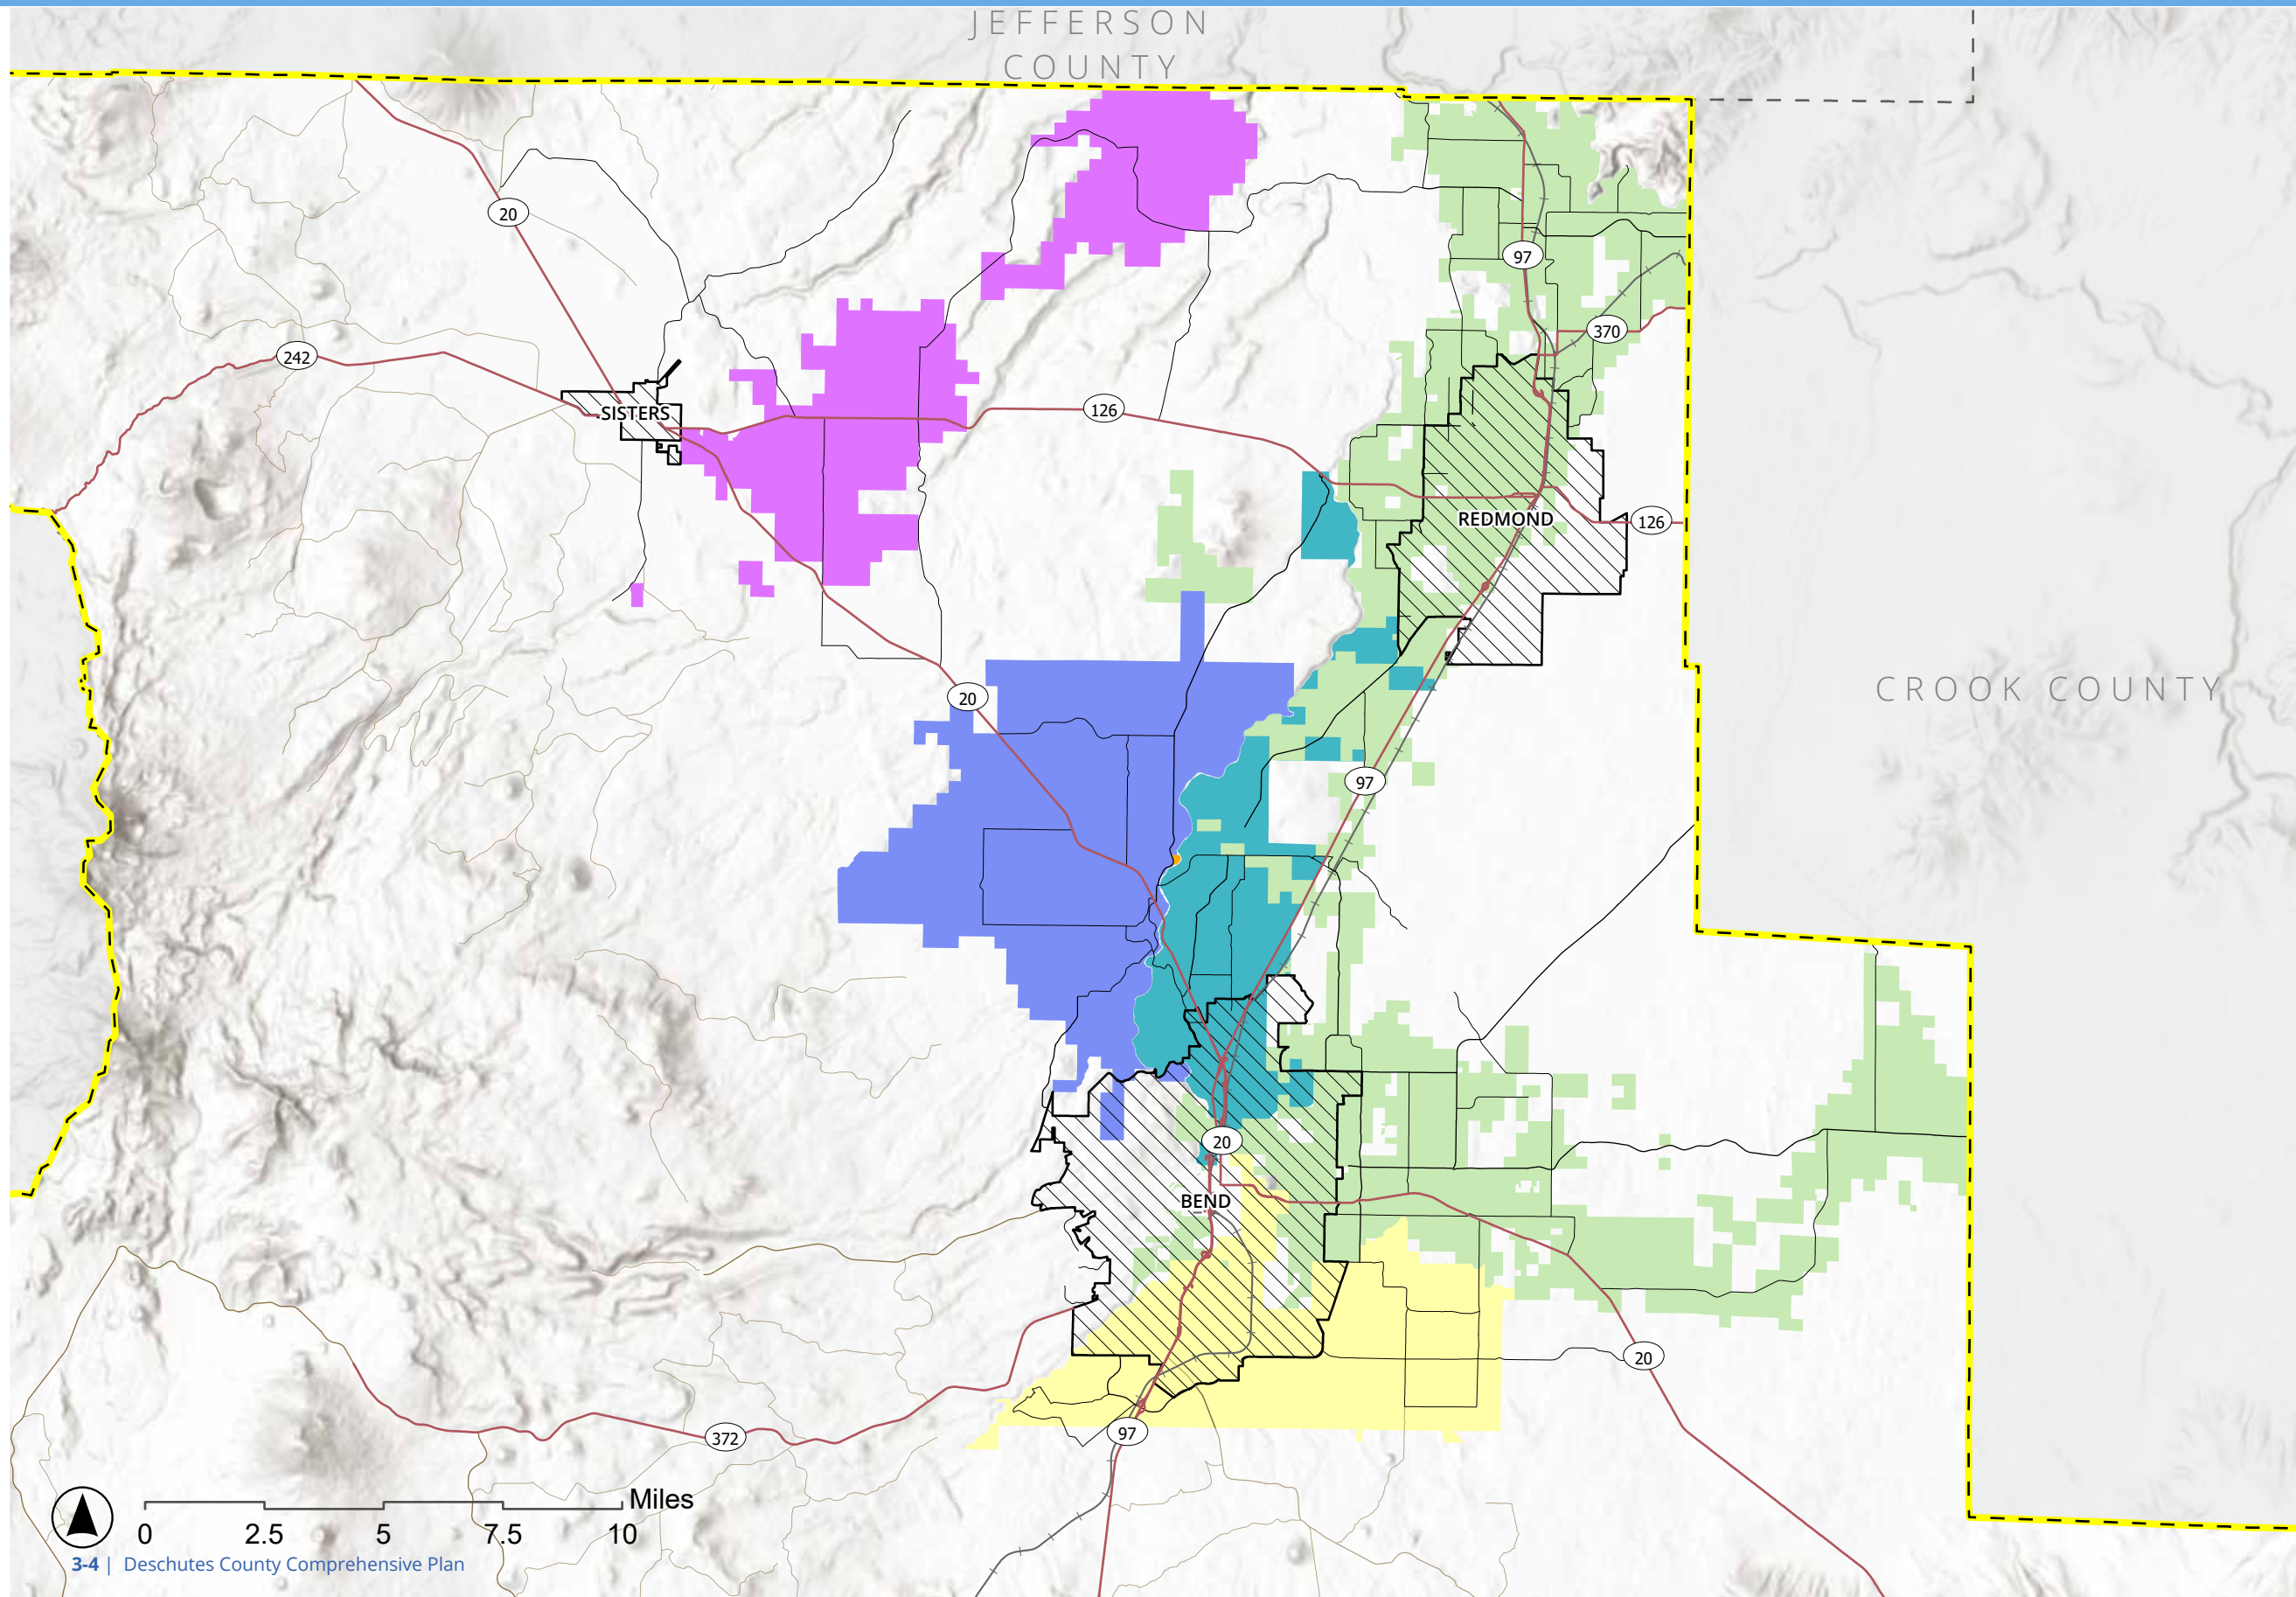 JEFFERSON
COUNTY
20
97
370
242
SISTERS
126
REDMOND
126
CROOK COUNTY
20
97
20
BEND
20
372
97
Miles
0 2.5 5 7.5 10
3-4 | Deschutes County Comprehensive Plan